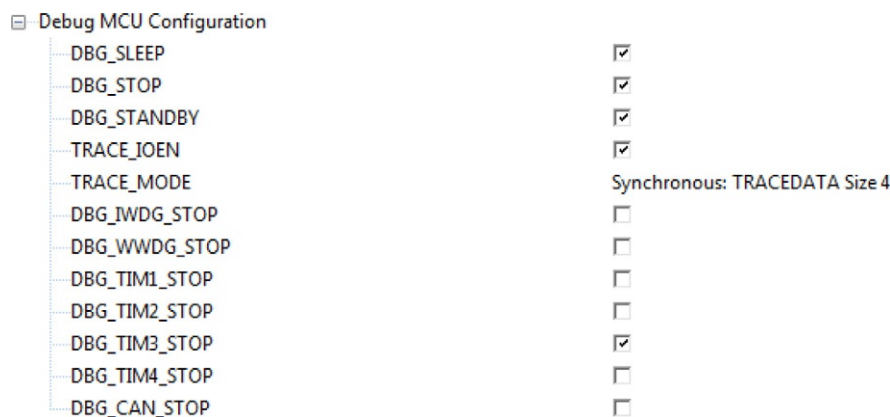 Debug MCU Configuration
DBG_SLEEP
DBG_STOP
DBG_STANDBY
TRACE_IOEN
TRACE_MODE Synchronous: TRACEDATA Size 4
DBG_IWDG_STOP
DBG_WWDG_STOP
DBG_TIM1_STOP
DBG_TIM2_STOP
DBG_TIM3_STOP
DBG_TIM4_STOP
DBG_CAN_STOP